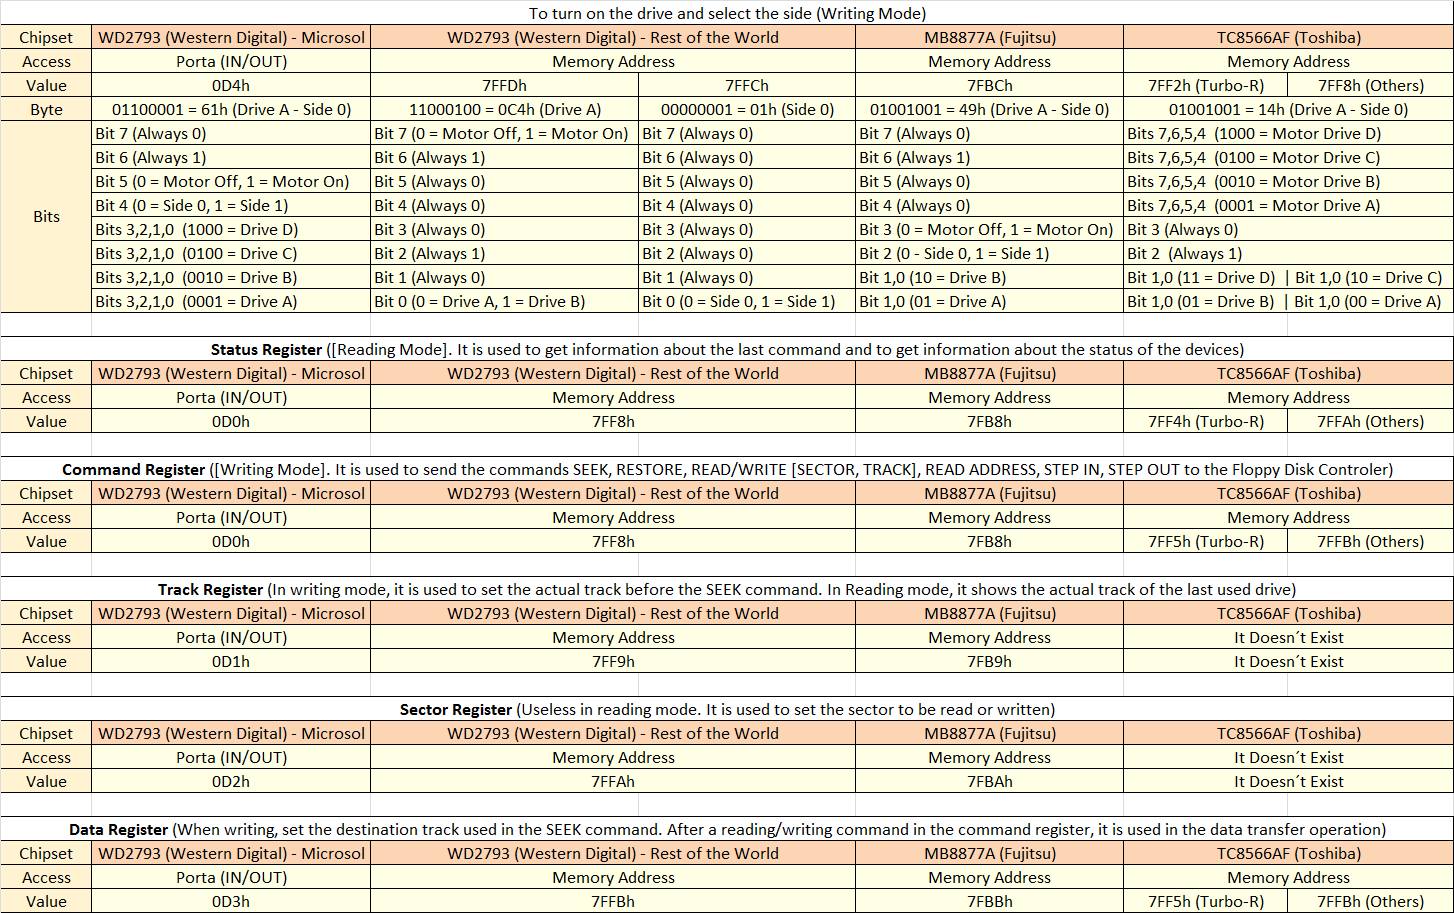 To turn on the drive and select the side (Writing Mode)
Chipset WD2793 (Western Digital) - Microsol WD2793 (Western Digital) - Rest of the World MB8877A (Fujitsu) TC8566AF (Toshiba)
Access Porta (IN/OUT) Memory Address Memory Address Memory Address
Value 0D4h 7FFDh 7FFCh 7FBCh 7FF2h (Turbo-R) 7FF8h (Others)
Byte 01100001 = 61h (Drive A - Side 0) 11000100 = 0C4h (Drive A) 00000001 = 01h (Side 0) 01001001 = 49h (Drive A - Side 0) 01001001 = 14h (Drive A - Side 0)
Bits
Bit 7 (Always 0) Bit 7 (0 = Motor Off, 1 = Motor On) Bit 7 (Always 0) Bit 7 (Always 0) Bits 7,6,5,4 (1000 = Motor Drive D)
Bit 6 (Always 1) Bit 6 (Always 1) Bit 6 (Always 0) Bit 6 (Always 1) Bits 7,6,5,4 (0100 = Motor Drive C)
Bit 5 (0 = Motor Off, 1 = Motor On) Bit 5 (Always 0) Bit 5 (Always 0) Bit 5 (Always 0) Bits 7,6,5,4 (0010 = Motor Drive B)
Bit 4 (0 = Side 0, 1 = Side 1) Bit 4 (Always 0) Bit 4 (Always 0) Bit 4 (Always 0) Bits 7,6,5,4 (0001 = Motor Drive A)
Bits 3,2,1,0 (1000 = Drive D) Bit 3 (Always 0) Bit 3 (Always 0) Bit 3 (0 = Motor Off, 1 = Motor On) Bit 3 (Always 0)
Bits 3,2,1,0 (0100 = Drive C) Bit 2 (Always 1) Bit 2 (Always 0) Bit 2 (0 - Side 0, 1 = Side 1) Bit 2 (Always 1)
Bits 3,2,1,0 (0010 = Drive B) Bit 1 (Always 0) Bit 1 (Always 0) Bit 1,0 (10 = Drive B) Bit 1,0 (11 = Drive D) | Bit 1,0 (10 = Drive C)
Bits 3,2,1,0 (0001 = Drive A) Bit 0 (0 = Drive A, 1 = Drive B) Bit 0 (0 = Side 0, 1 = Side 1) Bit 1,0 (01 = Drive A) Bit 1,0 (01 = Drive B) | Bit 1,0 (00 = Drive A)
Status Register ([Reading Mode]. It is used to get information about the last command and to get information about the status of the devices)
Chipset WD2793 (Western Digital) - Microsol WD2793 (Western Digital) - Rest of the World MB8877A (Fujitsu) TC8566AF (Toshiba)
Access Porta (IN/OUT) Memory Address Memory Address Memory Address
Value 0D0h 7FF8h 7FB8h 7FF4h (Turbo-R) 7FFAh (Others)
Command Register ([Writing Mode]. It is used to send the commands SEEK, RESTORE, READ/WRITE [SECTOR, TRACK], READ ADDRESS, STEP IN, STEP OUT to the Floppy Disk Controler)
Chipset WD2793 (Western Digital) - Microsol WD2793 (Western Digital) - Rest of the World MB8877A (Fujitsu) TC8566AF (Toshiba)
Access Porta (IN/OUT) Memory Address Memory Address Memory Address
Value 0D0h 7FF8h 7FB8h 7FF5h (Turbo-R) 7FFBh (Others)
Track Register (In writing mode, it is used to set the actual track before the SEEK command. In Reading mode, it shows the actual track of the last used drive)
Chipset WD2793 (Western Digital) - Microsol WD2793 (Western Digital) - Rest of the World MB8877A (Fujitsu) TC8566AF (Toshiba)
Access Porta (IN/OUT) Memory Address Memory Address It Doesn´t Exist
Value 0D1h 7FF9h 7FB9h It Doesn´t Exist
Sector Register (Useless in reading mode. It is used to set the sector to be read or written)
Chipset WD2793 (Western Digital) - Microsol WD2793 (Western Digital) - Rest of the World MB8877A (Fujitsu) TC8566AF (Toshiba)
Access Porta (IN/OUT) Memory Address Memory Address It Doesn´t Exist
Value 0D2h 7FFAh 7FBAh It Doesn´t Exist
Data Register (When writing, set the destination track used in the SEEK command. After a reading/writing command in the command register, it is used in the data transfer operation)
Chipset WD2793 (Western Digital) - Microsol WD2793 (Western Digital) - Rest of the World MB8877A (Fujitsu) TC8566AF (Toshiba)
Access Porta (IN/OUT) Memory Address Memory Address Memory Address
Value 0D3h 7FFBh 7FBBh 7FF5h (Turbo-R) 7FFBh (Others)